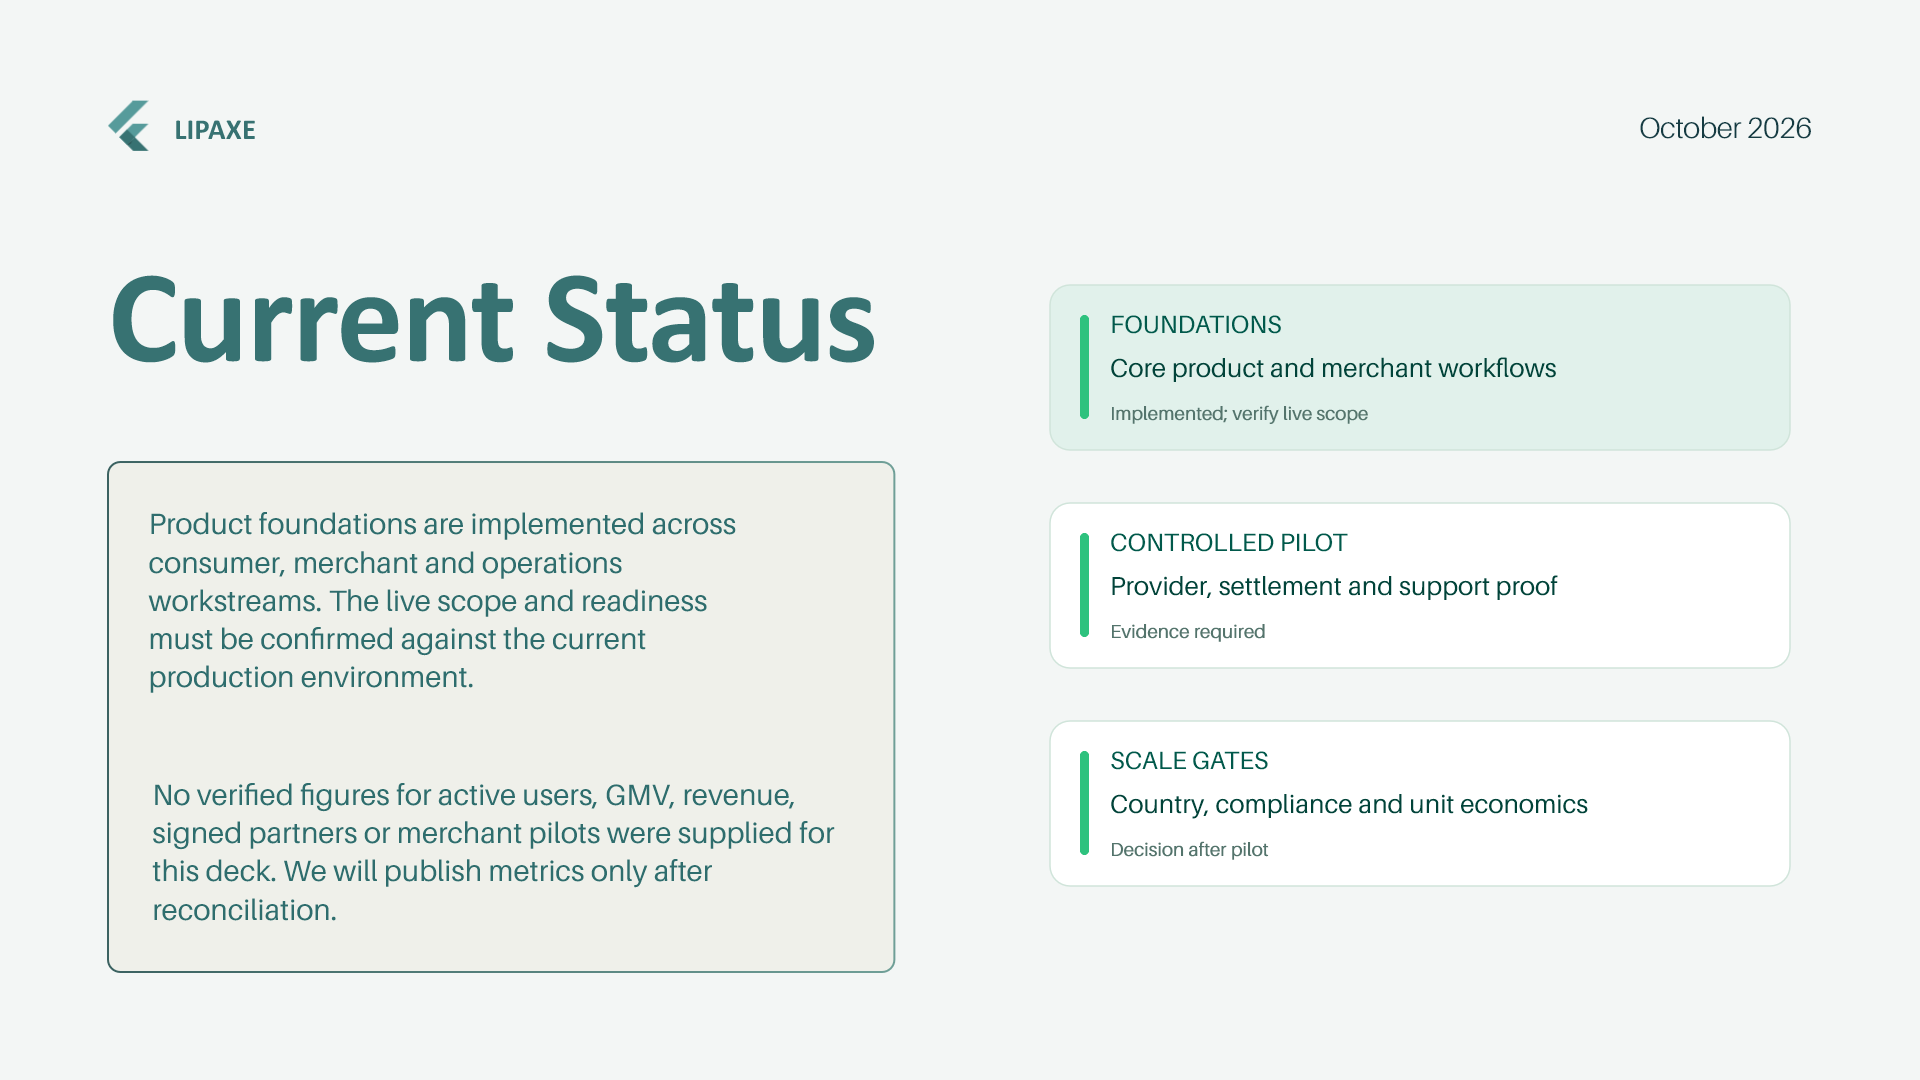 LIPAXE
October 2026
Current Status
Product foundations are implemented across
consumer, merchant and operations
workstreams. The live scope and readiness
must be confirmed against the current
production environment.
No verified figures for active users, GMV, revenue,
signed partners or merchant pilots were supplied for
this deck. We will publish metrics only after
reconciliation.
FOUNDATIONS
Core product and merchant workflows
Implemented; verify live scope
CONTROLLED PILOT
Provider, settlement and support proof
Evidence required
SCALE GATES
Country, compliance and unit economics
Decision after pilot